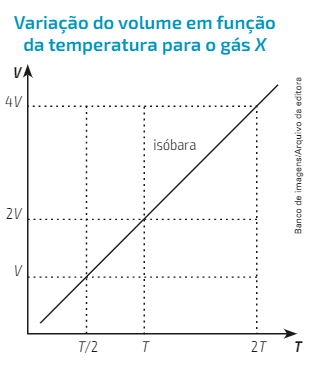 Variação do volume em função
da temperatura para o gás X
V
4V
isóbara
2V
V
T/2
T
2T
T
Banco de imagens/Arquivo da editora